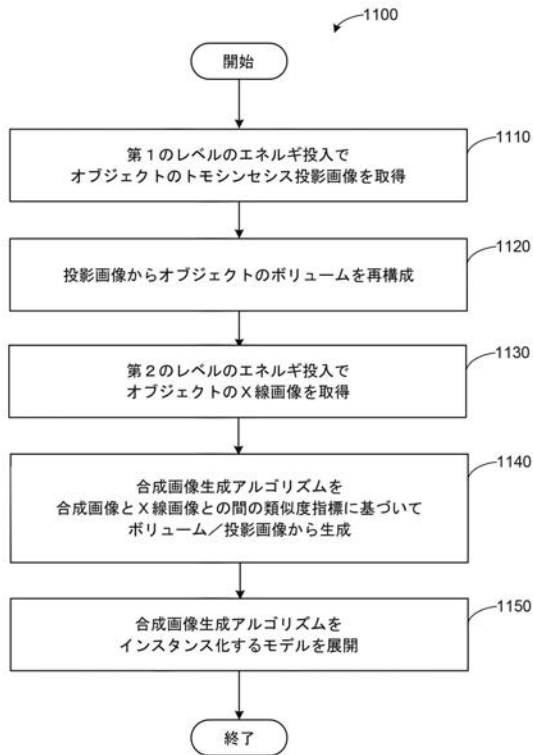 1100
開始
第1のレベルのエネルギ投入で
オブジェクトのトモシンセシス投影画像を取得
1110
投影画像からオブジェクトのボリュームを再構成
1120
第2のレベルのエネルギ投入で
オブジェクトのX線画像を取得
1130
合成画像生成アルゴリズムを
合成画像とX線画像との間の類似度指標に基づいて
ボリューム/投影画像から生成
1140
合成画像生成アルゴリズムを
インスタンス化するモデルを展開
1150
終了